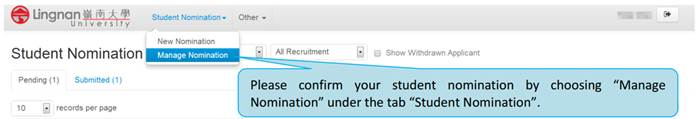 Lingnan 嶺南大學 Student Nomination Other
University
New Nomination
Student Nomination Manage Nomination All Recruitment Show Withdrawn Applicant
Pending (1) Submitted (1)
Please confirm your student nomination by choosing “Manage
Nomination” under the tab “Student Nomination”.
10 records per page